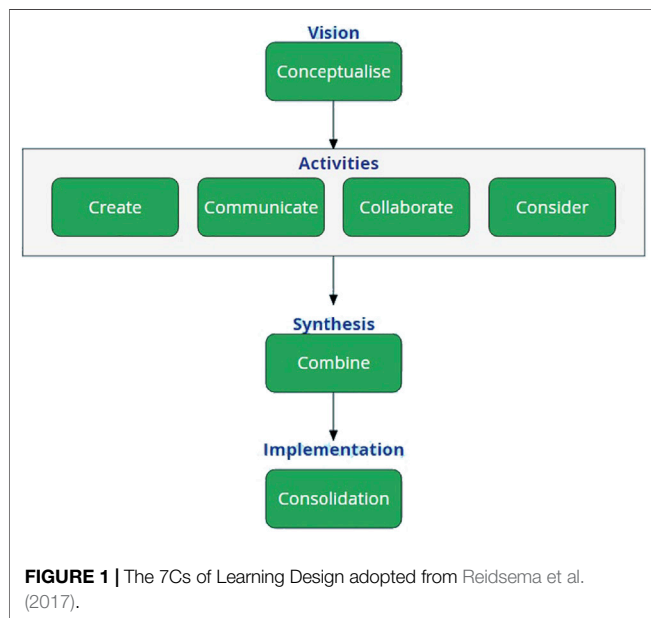 Vision
Conceptualise
Activities
Create Communicate Collaborate Consider
Synthesis
Combine
Implementation
Consolidation
FIGURE 1 | The 7Cs of Learning Design adopted from Reidsema et al.
(2017).